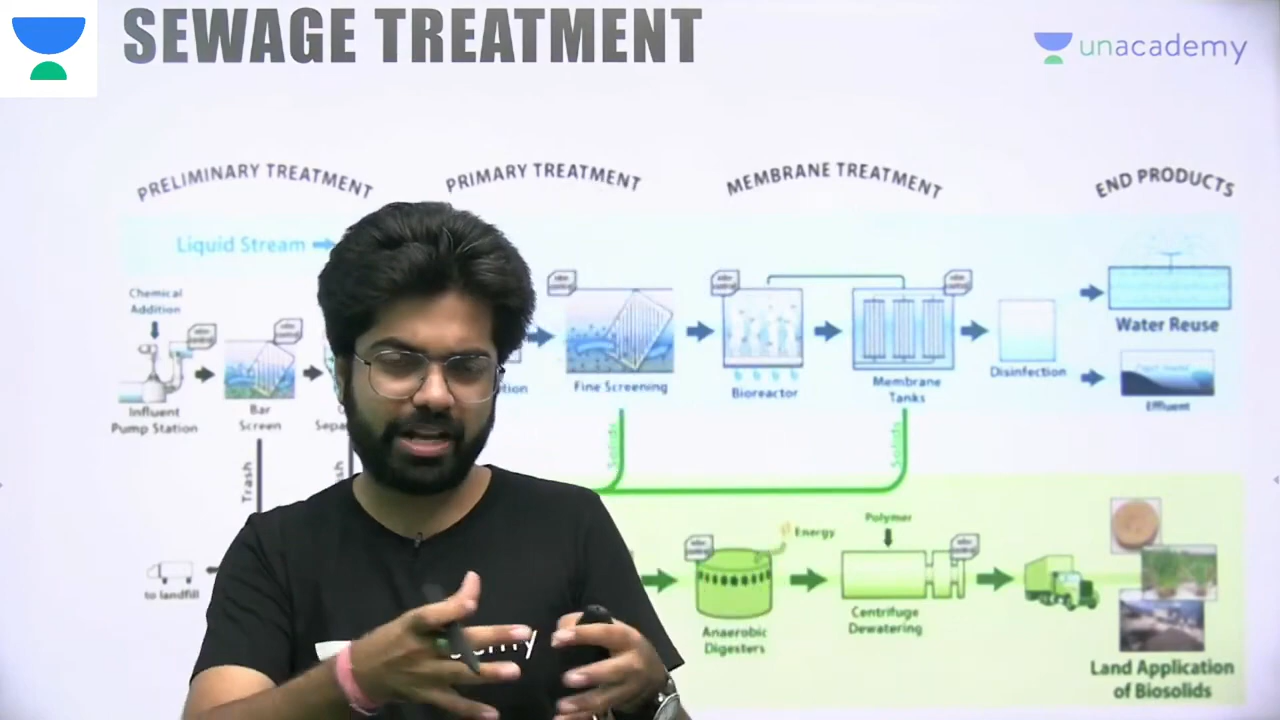 SEWAGE TREATMENT
unacademy
PRELIMINARY TREATMENT
PRIMARY TREATMENT
MEMBRANE TREATMENT
END PRODUCTS
Liquid Stream
Chemical
Addition
Influent
Pump Station
Bar
Screen
Fine Screening
Bioreactor
Membrane
Tanks
Disinfection
Water Reuse
Effluent
Trash
Solids
Solids
to landfill
Energy
Polymer
Anaerobic
Digesters
Centrifuge
Dewatering
Land Application
of Biosolids